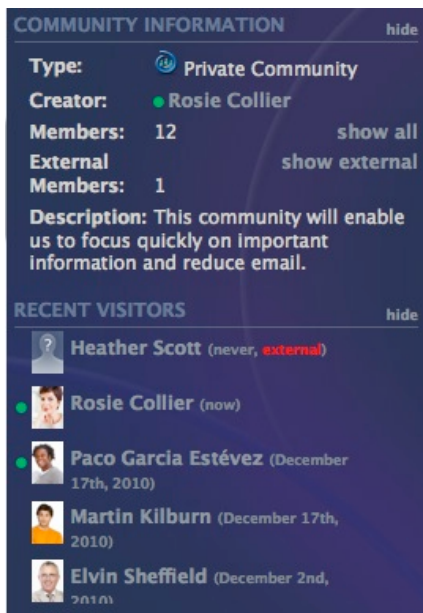 COMMUNITY INFORMATION hide
Type: Private Community
Creator: Rosie Collier
Members: 12 show all
External show external
Members: 1
Description: This community will enable
us to focus quickly on important
information and reduce email.
RECENT VISITORS hide
? Heather Scott (never, external)
Rosie Collier (now)
Paco Garcia Estévez (December
17th, 2010)
Martin Kilburn (December 17th,
2010)
Elvin Sheffield (December 2nd,
2010)